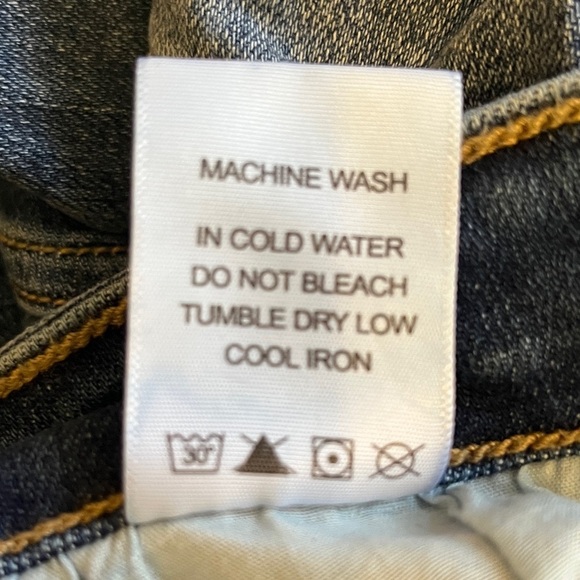 MACHINE WASH
IN COLD WATER
DO NOT BLEACH
TUMBLE DRY LOW
COOL IRON
30°